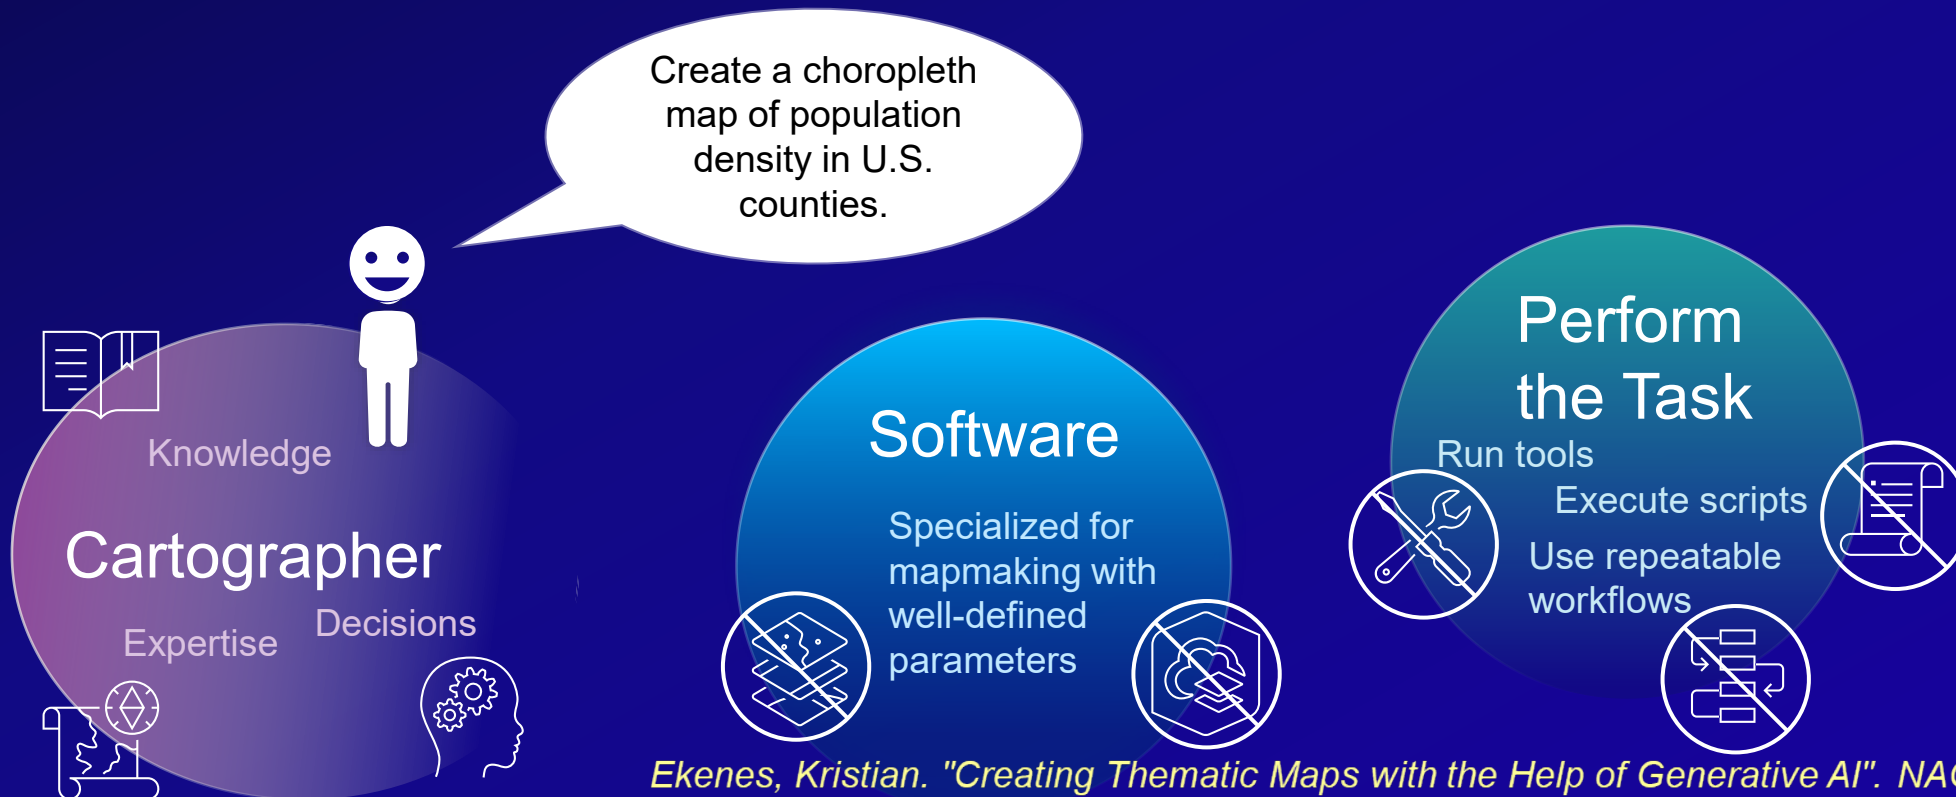 Create a choropleth
map of population
density in U.S.
counties.
Knowledge
Cartographer
Expertise
Decisions
Software
Specialized for
mapmaking with
well-defined
parameters
Perform
the Task
Run tools
Execute scripts
Use repeatable
workflows
Ekenes, Kristian. "Creating Thematic Maps with the Help of Generative AI".